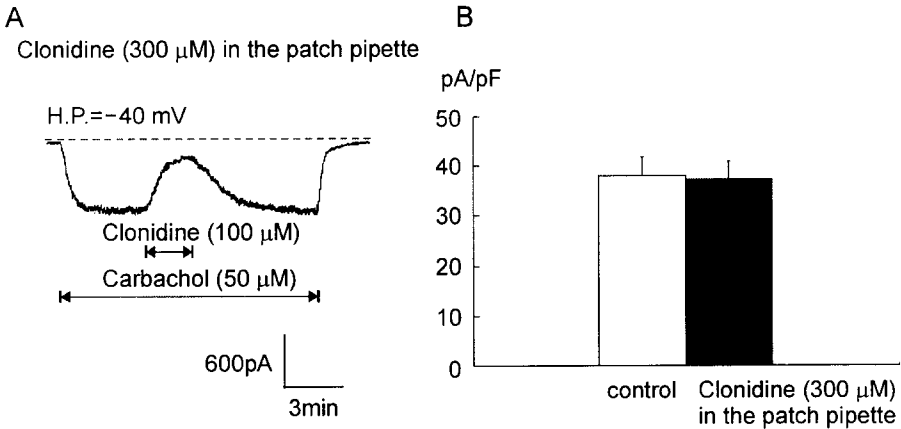 A
Clonidine (300 μM) in the patch pipette
H.P.=−40 mV
Clonidine (100 μM)
Carbachol (50 μM)
600pA
3min
B
pA/pF
50
40
30
20
10
0
control
Clonidine (300 μM)
in the patch pipette